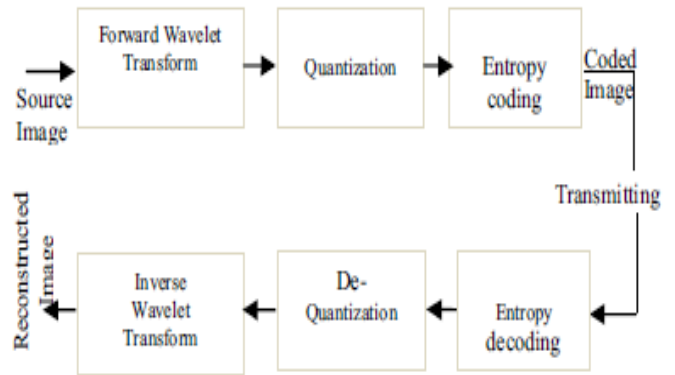 Source
Image
Forward Wavelet
Transform
Quantization
Entropy
coding
Coded
Image
Transmitting
Entropy
decoding
De-
Quantization
Inverse
Wavelet
Transform
Reconstructed
Image